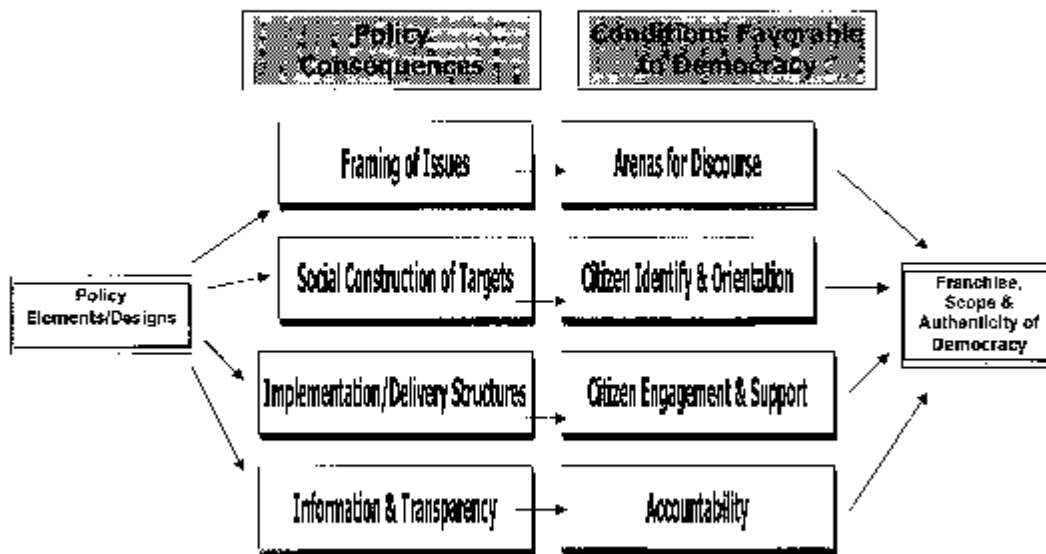 Policy
Consequences
Conditions Favorable
to Democracy
Framing of Issues
Arenas for Discourse
Social Construction of Targets
Citizen Identify & Orientation
Policy
Elements/Designs
Franchise,
Scope &
Authenticity of
Democracy
Implementation/Delivery Structures
Citizen Engagement & Support
Information & Transparency
Accountability